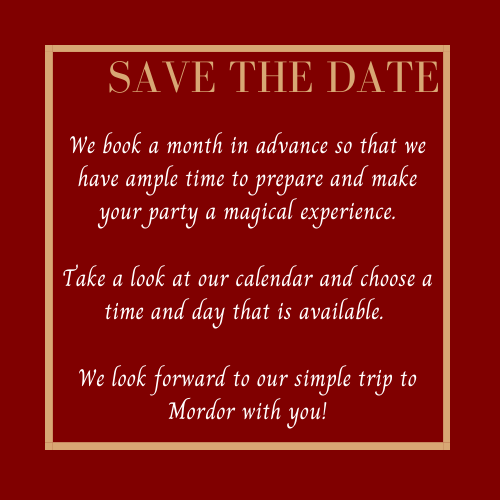 SAVE THE DATE
We book a month in advance so that we
have ample time to prepare and make
your party a magical experience.
Take a look at our calendar and choose a
time and day that is available.
We look forward to our simple trip to
Mordor with you!